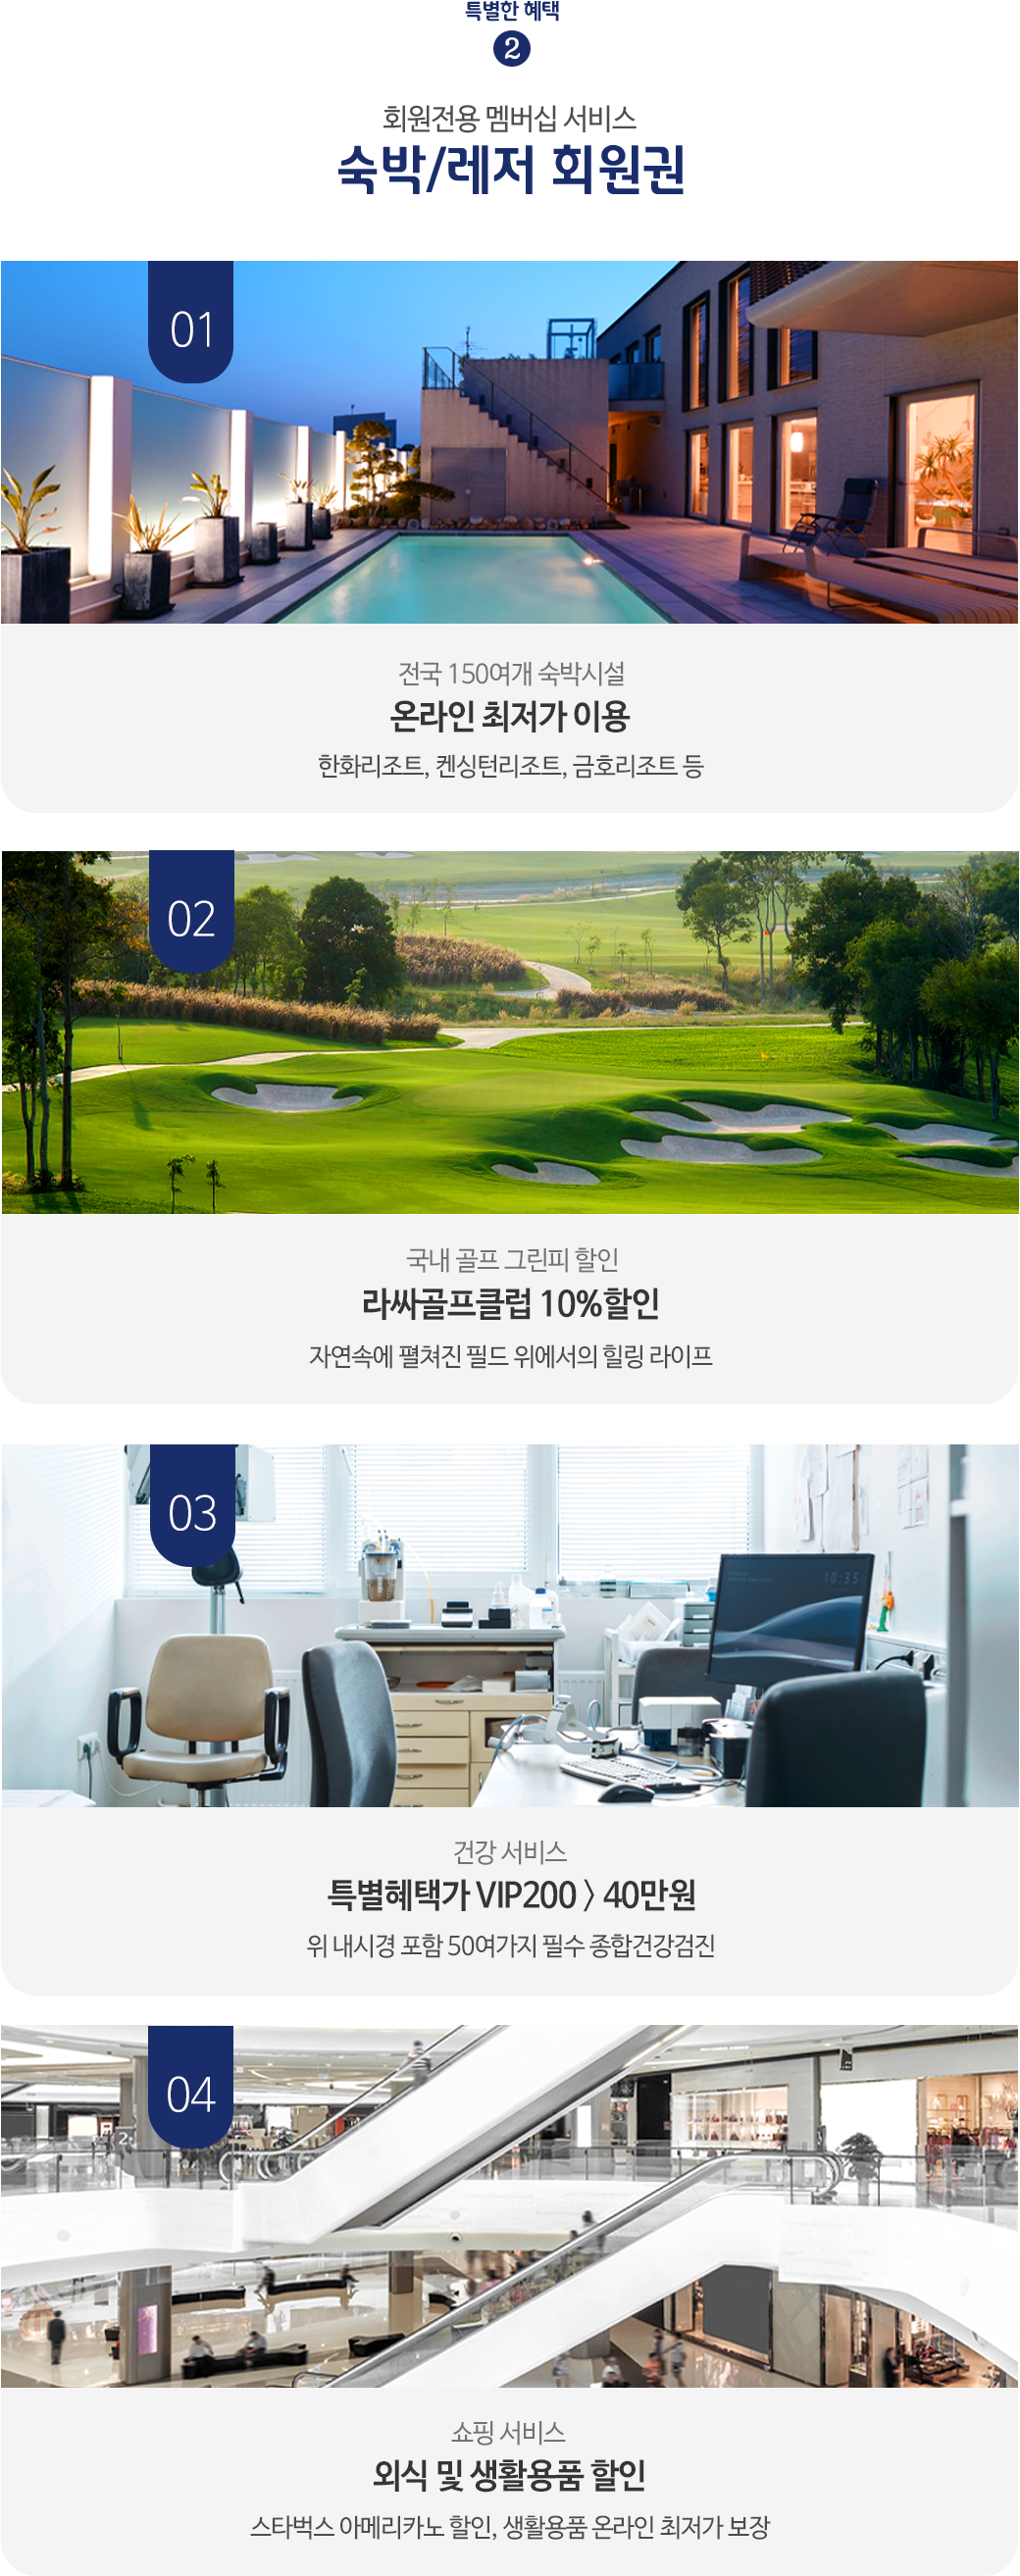 특별한 혜택
2
회원전용 멤버십 서비스
숙박/레저 회원권
01
전국 150여개 숙박시설
온라인 최저가 이용
한화리조트, 켄싱턴리조트, 금호리조트 등
02
국내 골프 그린피 할인
라싸골프클럽 10%할인
자연속에 펼쳐진 필드 위에서의 힐링 라이프
03
10:35
건강 서비스
특별혜택가 VIP200 > 40만원
위 내시경 포함 50여가지 필수 종합건강검진
04
2
쇼핑 서비스
외식 및 생활용품 할인
스타벅스 아메리카노 할인, 생활용품 온라인 최저가 보장